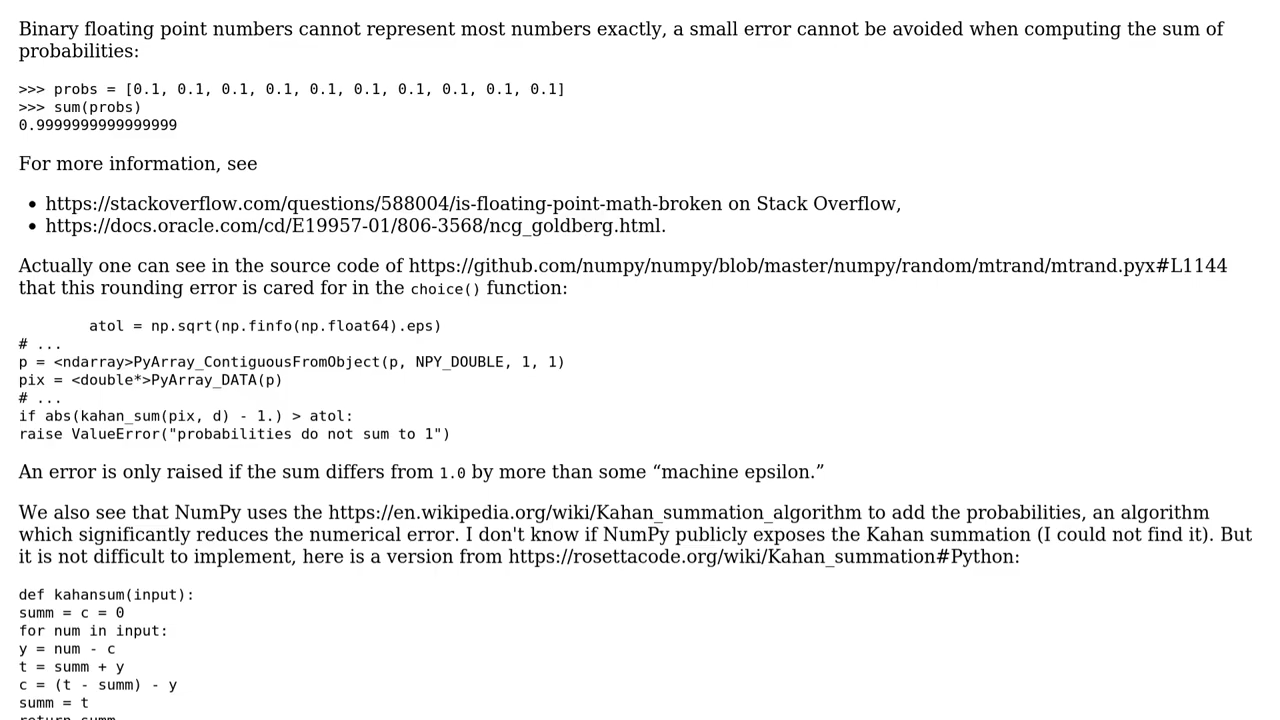 Binary floating point numbers cannot represent most numbers exactly, a small error cannot be avoided when computing the sum of
probabilities:
>>> probs = [0.1, 0.1, 0.1, 0.1, 0.1, 0.1, 0.1, 0.1, 0.1, 0.1]
>>> sum(probs)
0.9999999999999999
For more information, see
• https://stackoverflow.com/questions/588004/is-floating-point-math-broken on Stack Overflow,
• https://docs.oracle.com/cd/E19957-01/806-3568/ncg_goldberg.html.
Actually one can see in the source code of https://github.com/numpy/numpy/blob/master/numpy/random/mtrand/mtrand.pyx#L1144
that this rounding error is cared for in the choice() function:
        atol = np.sqrt(np.finfo(np.float64).eps)
# ...
p = <ndarray>PyArray_ContiguousFromObject(p, NPY_DOUBLE, 1, 1)
pix = <double*>PyArray_DATA(p)
# ...
if abs(kahan_sum(pix, d) - 1.) > atol:
raise ValueError("probabilities do not sum to 1")
An error is only raised if the sum differs from 1.0 by more than some “machine epsilon.”
We also see that NumPy uses the https://en.wikipedia.org/wiki/Kahan_summation_algorithm to add the probabilities, an algorithm
which significantly reduces the numerical error. I don't know if NumPy publicly exposes the Kahan summation (I could not find it). But
it is not difficult to implement, here is a version from https://rosettacode.org/wiki/Kahan_summation#Python:
def kahansum(input):
summ = c = 0
for num in input:
y = num - c
t = summ + y
c = (t - summ) - y
summ = t
return summ